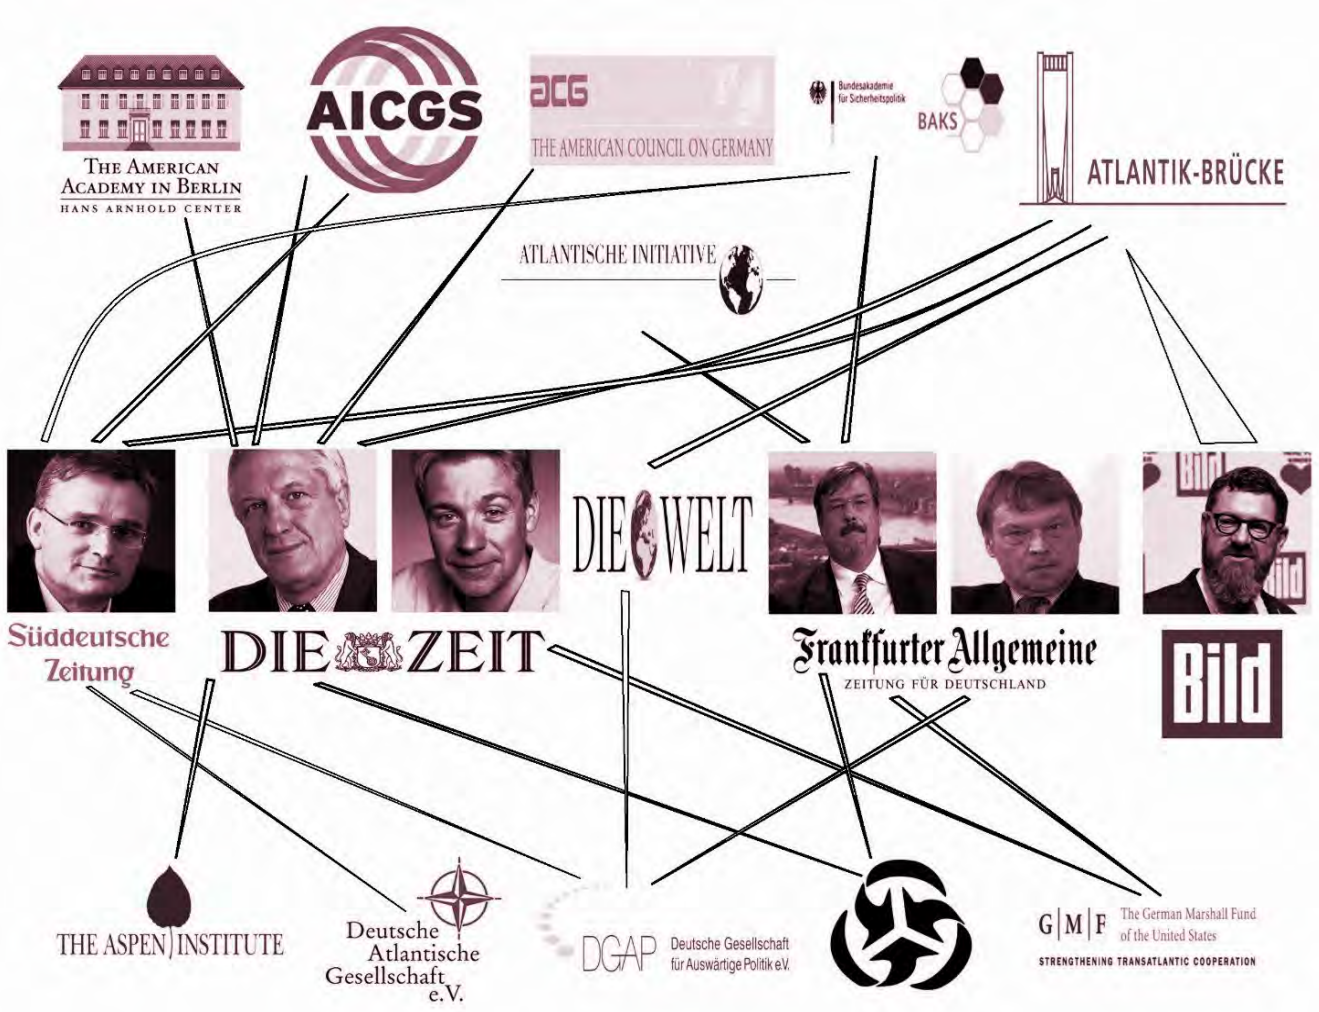 THE AMERICAN
ACADEMY IN BERLIN
HANS ARNHOLD CENTER
AICGS
acg
THE AMERICAN COUNCIL ON GERMANY
Bundesakademie
für Sicherheitspolitik
BAKS
ATLANTIK-BRÜCKE
ATLANTISCHE INITIATIVE
DIE WELT
Bild
Bild
Süddeutsche
Zeitung
DIE ZEIT
Frankfurter Allgemeine
ZEITUNG FÜR DEUTSCHLAND
Bild
THE ASPEN INSTITUTE
Deutsche
Atlantische
Gesellschaft
e.V.
DGAP
Deutsche Gesellschaft
für Auswärtige Politik e.V.
G|M|F
The German Marshall Fund
of the United States
STRENGTHENING TRANSATLANTIC COOPERATION